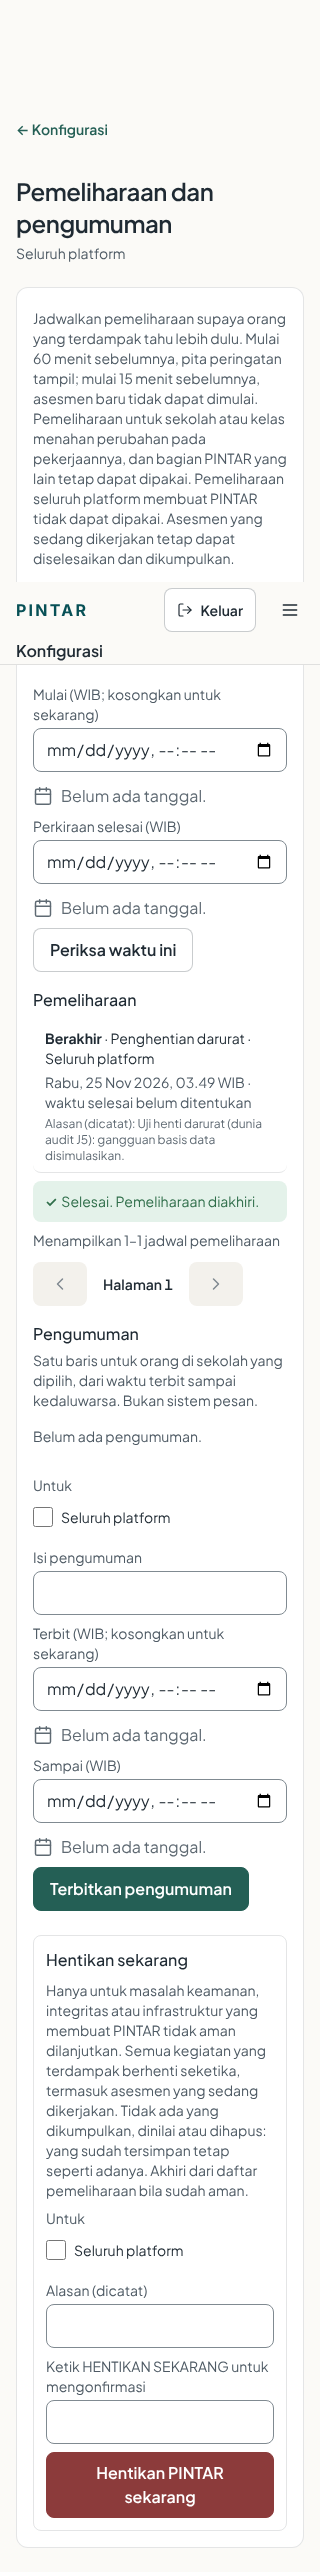 ← Konfigurasi
Pemeliharaan dan
pengumuman
Seluruh platform
Jadwalkan pemeliharaan supaya orang
yang terdampak tahu lebih dulu. Mulai
60 menit sebelumnya, pita peringatan
tampil; mulai 15 menit sebelumnya,
asesmen baru tidak dapat dimulai.
Pemeliharaan untuk sekolah atau kelas
menahan perubahan pada
pekerjaannya, dan bagian PINTAR yang
lain tetap dapat dipakai. Pemeliharaan
seluruh platform membuat PINTAR
tidak dapat dipakai. Asesmen yang
sedang dikerjakan tetap dapat
diselesaikan dan dikumpulkan.
PINTAR
Keluar
Konfigurasi
Mulai (WIB; kosongkan untuk
sekarang)
mm/dd/yyyy, --:-- --
Belum ada tanggal.
Perkiraan selesai (WIB)
mm/dd/yyyy, --:-- --
Belum ada tanggal.
Periksa waktu ini
Pemeliharaan
Berakhir · Penghentian darurat ·
Seluruh platform
Rabu, 25 Nov 2026, 03.49 WIB ·
waktu selesai belum ditentukan
Alasan (dicatat): Uji henti darurat (dunia
audit J5): gangguan basis data
disimulasikan.
✓ Selesai. Pemeliharaan diakhiri.
Menampilkan 1–1 jadwal pemeliharaan
Halaman 1
Pengumuman
Satu baris untuk orang di sekolah yang
dipilih, dari waktu terbit sampai
kedaluwarsa. Bukan sistem pesan.
Belum ada pengumuman.
Untuk
Seluruh platform
Isi pengumuman
Terbit (WIB; kosongkan untuk
sekarang)
mm/dd/yyyy, --:-- --
Belum ada tanggal.
Sampai (WIB)
mm/dd/yyyy, --:-- --
Belum ada tanggal.
Terbitkan pengumuman
Hentikan sekarang
Hanya untuk masalah keamanan,
integritas atau infrastruktur yang
membuat PINTAR tidak aman
dilanjutkan. Semua kegiatan yang
terdampak berhenti seketika,
termasuk asesmen yang sedang
dikerjakan. Tidak ada yang
dikumpulkan, dinilai atau dihapus:
yang sudah tersimpan tetap
seperti adanya. Akhiri dari daftar
pemeliharaan bila sudah aman.
Untuk
Seluruh platform
Alasan (dicatat)
Ketik HENTIKAN SEKARANG untuk
mengonfirmasi
Hentikan PINTAR
sekarang